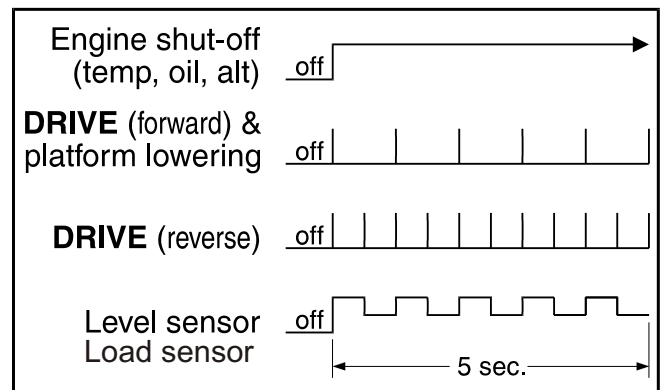 Engine shut-off
(temp, oil, alt) off
DRIVE (forward) &
platform lowering off
DRIVE (reverse) off
Level sensor off
Load sensor
5 sec.